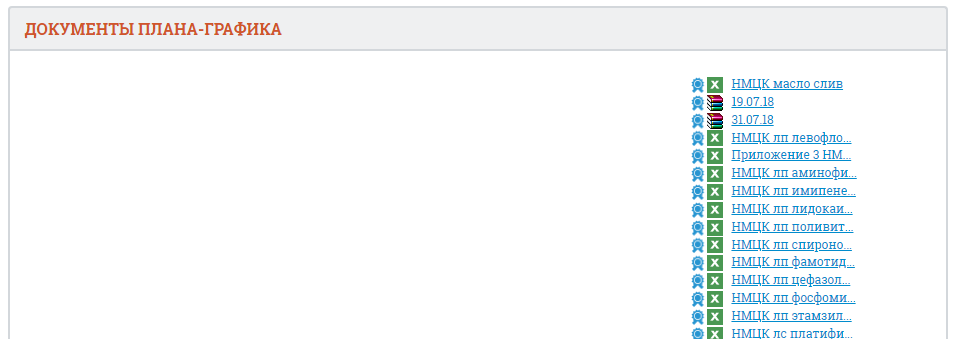 ДОКУМЕНТЫ ПЛАНА-ГРАФИКА
НМЦК масло слив
19.07.18
31.07.18
НМЦК лп левофло...
Приложение 3 НМ...
НМЦК лп аминофи...
НМЦК лп имипене...
НМЦК лп лидокаи...
НМЦК лп поливит...
НМЦК лп спироно...
НМЦК лп фамотид...
НМЦК лп цефазол...
НМЦК лп фосфоми...
НМЦК лп этамзил...
НМЦК лс платифи...